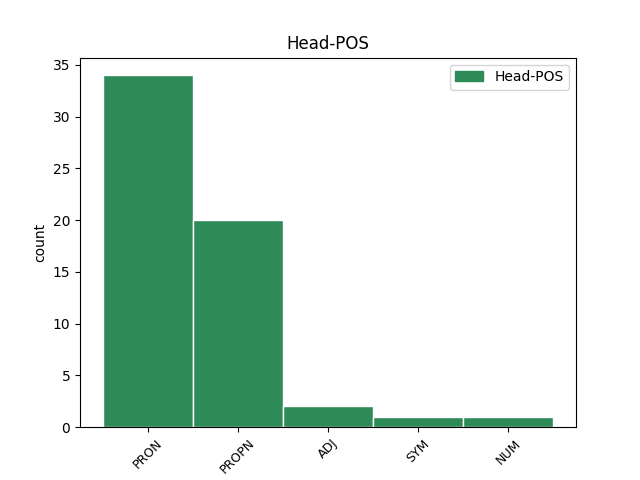 Head-POS
Head-POS
35
30
25
20
15
10
5
0
count
PRON
PROPN
ADJ
SYM
NUM